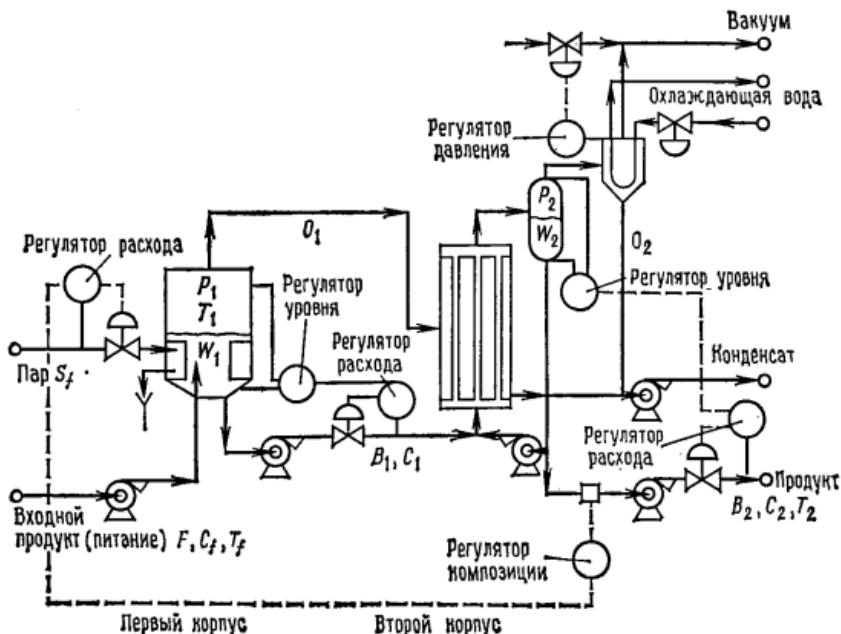 Вакуум
Охлаждающая вода
Регулятор
давления
P₂
W₂
O₁
O₂
Регулятор расхода
P₁
T₁
W₁
Регулятор
уровня
Регулятор уровня
Регулятор
расхода
Пар S_f
Конденсат
Регулятор
расхода
B₁, C₁
Продукт
B₂, C₂, T₂
Входной
продукт (питание) F, C_f, T_f
Регулятор
композиции
Первый корпус
Второй корпус